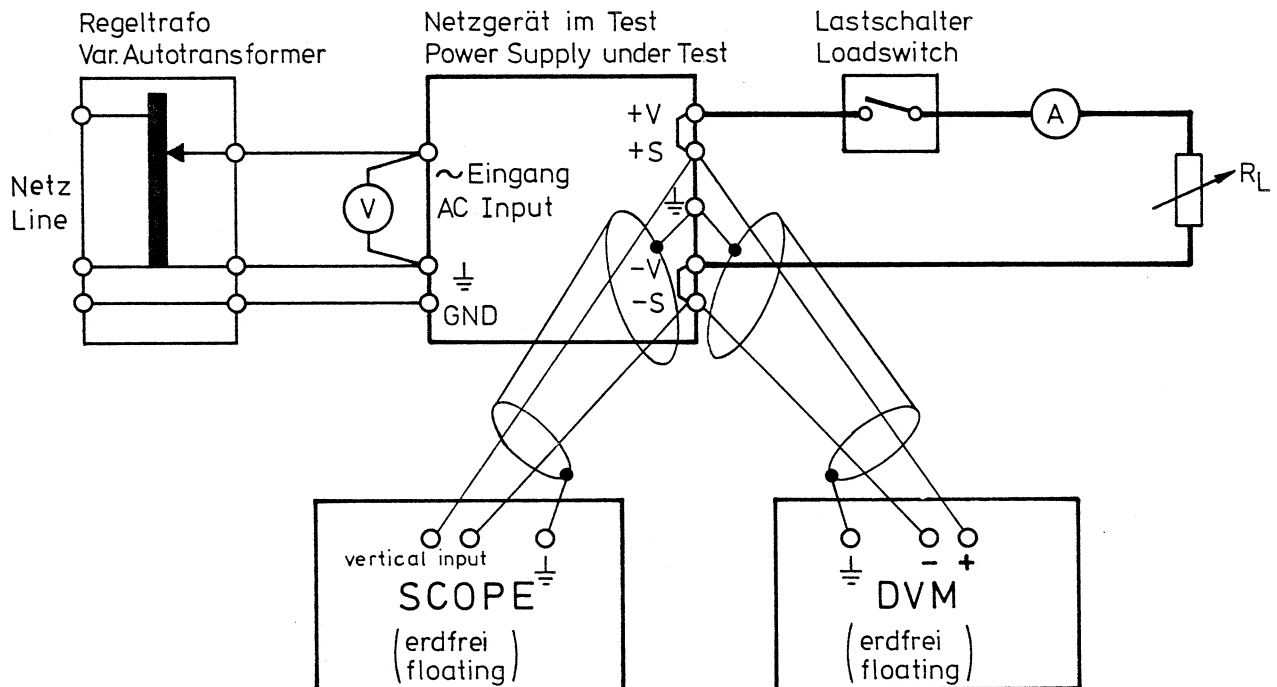 Regeltrafo
Var. Autotransformer
Netzgerät im Test
Power Supply under Test
Lastschalter
Loadswitch
Netz
Line
V
~Eingang
AC Input
GND
+V
+S
-V
-S
A
RL
vertical input
SCOPE
(erdfrei
floating)
- +
DVM
(erdfrei
floating)